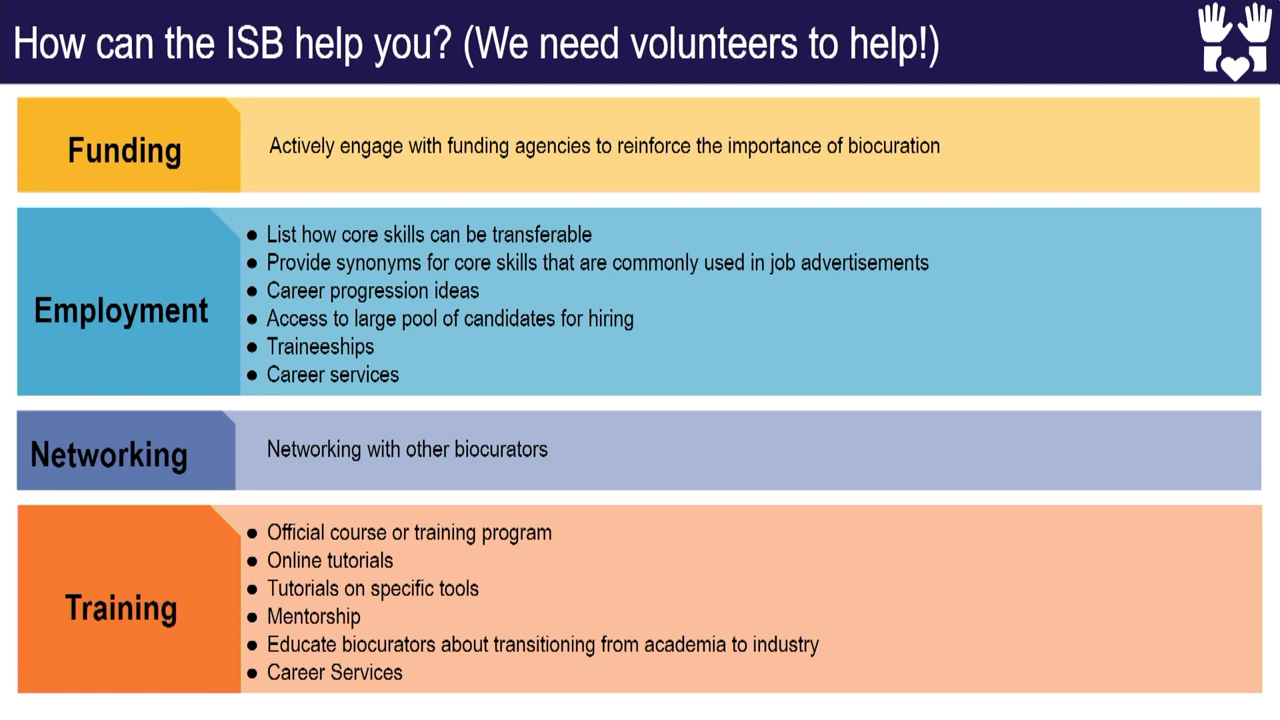 How can the ISB help you? (We need volunteers to help!)
Funding
Actively engage with funding agencies to reinforce the importance of biocuration
Employment
● List how core skills can be transferable
● Provide synonyms for core skills that are commonly used in job advertisements
● Career progression ideas
● Access to large pool of candidates for hiring
● Traineeships
● Career services
Networking
Networking with other biocurators
Training
● Official course or training program
● Online tutorials
● Tutorials on specific tools
● Mentorship
● Educate biocurators about transitioning from academia to industry
● Career Services